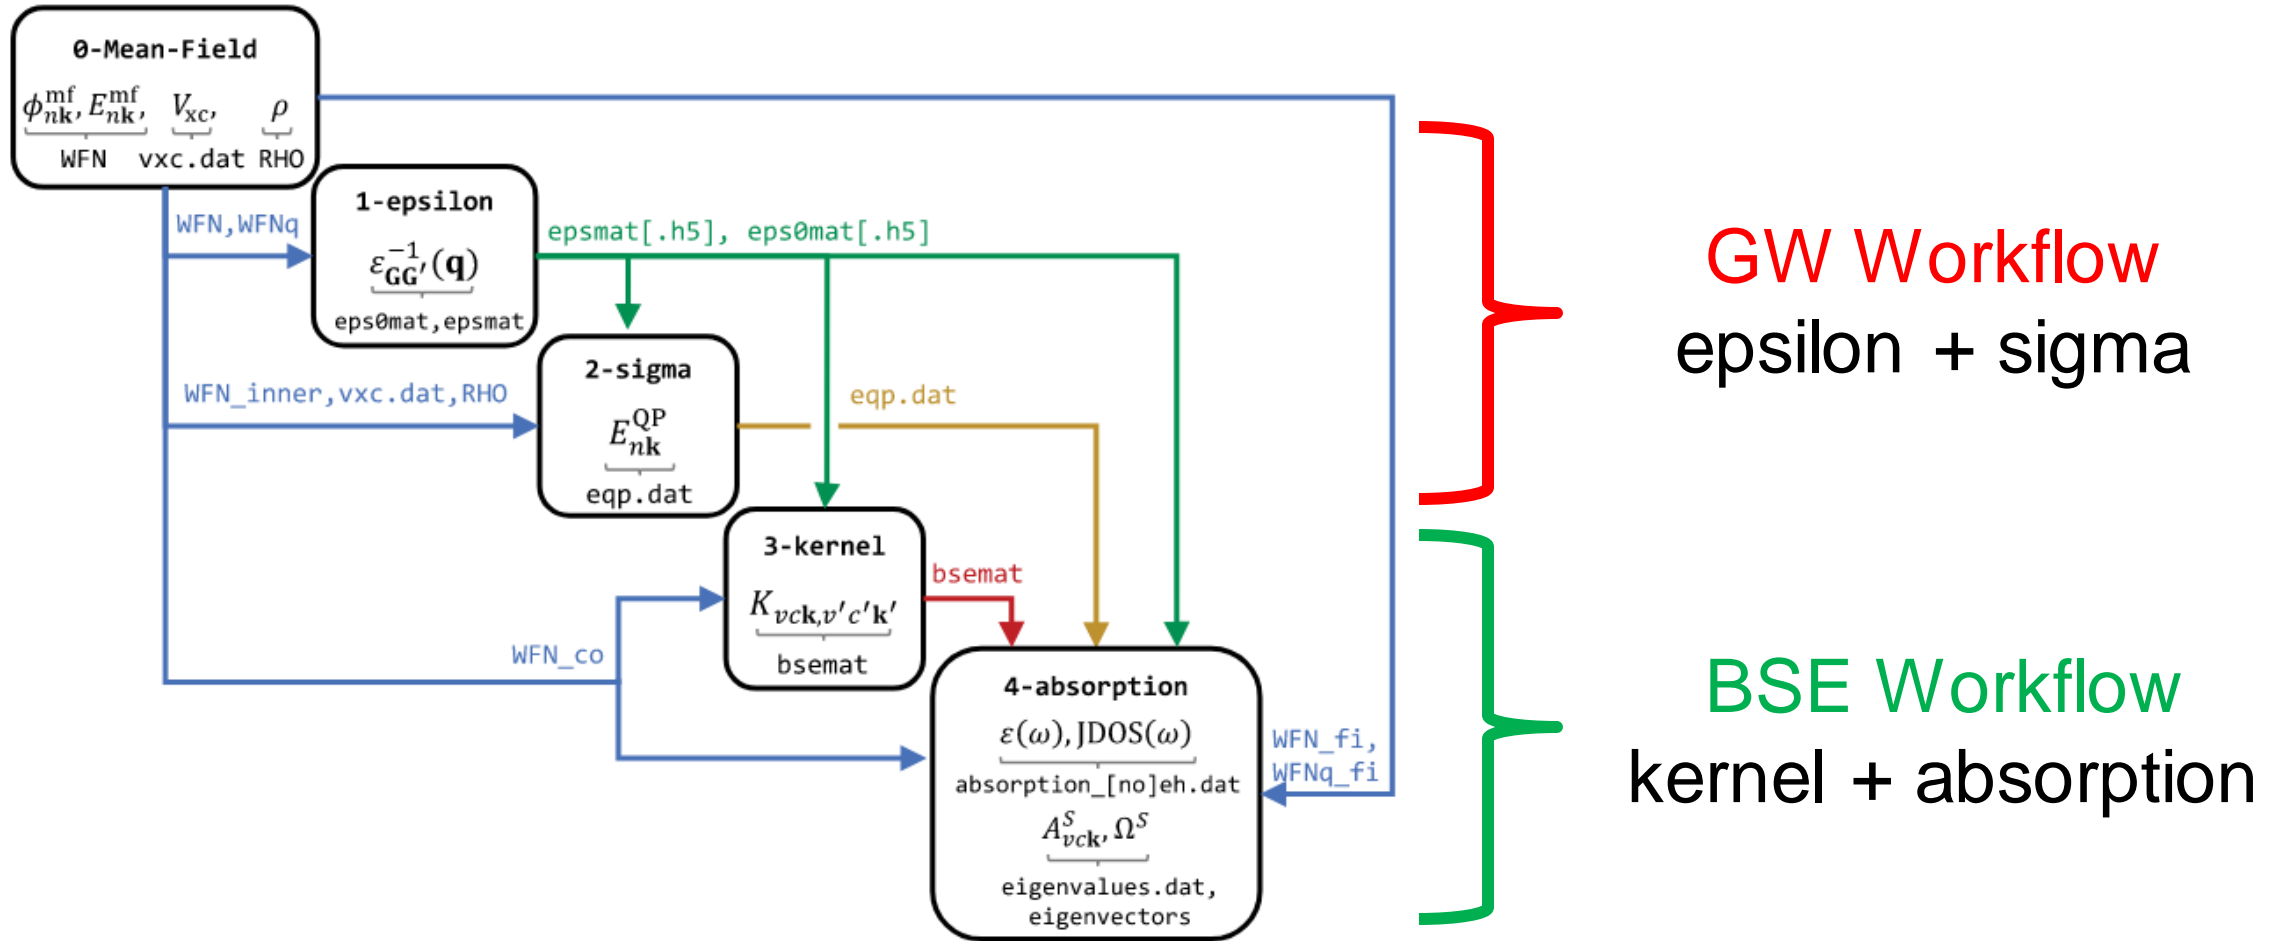 0-Mean-Field
ϕ^mf_nk, E^mf_nk, V_xc, ρ
WFN vxc.dat RHO
WFN,WFNq
1-epsilon
ε^−1_GG′(q)
eps0mat,epsmat
epsmat[.h5], eps0mat[.h5]
WFN_inner,vxc.dat,RHO
2-sigma
E^QP_nk
eqp.dat
eqp.dat
3-kernel
K_vck,v′c′k′
bsemat
bsemat
WFN_co
4-absorption
ε(ω), JDOS(ω)
absorption_[no]eh.dat
A^S_vck, Ω^S
eigenvalues.dat,
eigenvectors
WFN_fi,
WFNq_fi
GW Workflow
epsilon + sigma
BSE Workflow
kernel + absorption